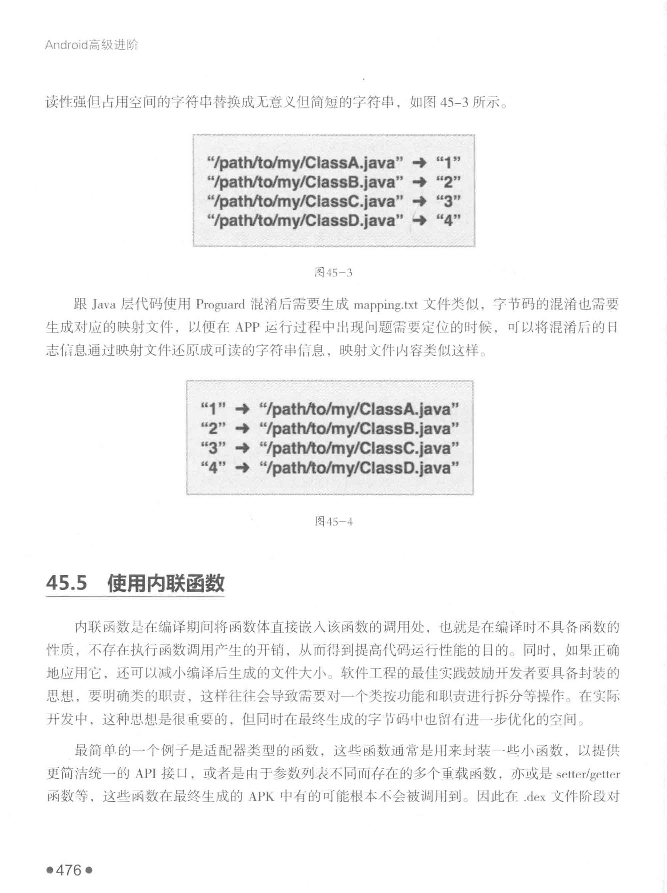 Android高级进阶
读性强但占用空间的字符串替换成无意义但简短的字符串，如图 45-3 所示。
“/path/to/my/ClassA.java” ➔ “1”
“/path/to/my/ClassB.java” ➔ “2”
“/path/to/my/ClassC.java” ➔ “3”
“/path/to/my/ClassD.java” ➔ “4”
图45-3
跟 Java 层代码使用 Proguard 混淆后需要生成 mapping.txt 文件类似，字节码的混淆也需要
生成对应的映射文件，以便在 APP 运行过程中出现问题需要定位的时候，可以将混淆后的日
志信息通过映射文件还原成可读的字符串信息，映射文件内容类似这样。
“1” ➔ “/path/to/my/ClassA.java”
“2” ➔ “/path/to/my/ClassB.java”
“3” ➔ “/path/to/my/ClassC.java”
“4” ➔ “/path/to/my/ClassD.java”
图45-4
45.5 使用内联函数
内联函数是在编译期间将函数体直接嵌入该函数的调用处，也就是在编译时不具备函数的
性质，不存在执行函数调用产生的开销，从而得到提高代码运行性能的目的。同时，如果正确
地应用它，还可以减小编译后生成的文件大小。软件工程的最佳实践鼓励开发者要具备封装的
思想，要明确类的职责，这样往往会导致需要对一个类按功能和职责进行拆分等操作。在实际
开发中，这种思想是很重要的，但同时在最终生成的字节码中也留有进一步优化的空间。
最简单的一个例子是适配器类型的函数，这些函数通常是用来封装一些小函数，以提供
更简洁统一的 API 接口，或者是由于参数列表不同而存在的多个重载函数，亦或是 setter/getter
函数等，这些函数在最终生成的 APK 中有的可能根本不会被调用到。因此在 .dex 文件阶段对
●476●